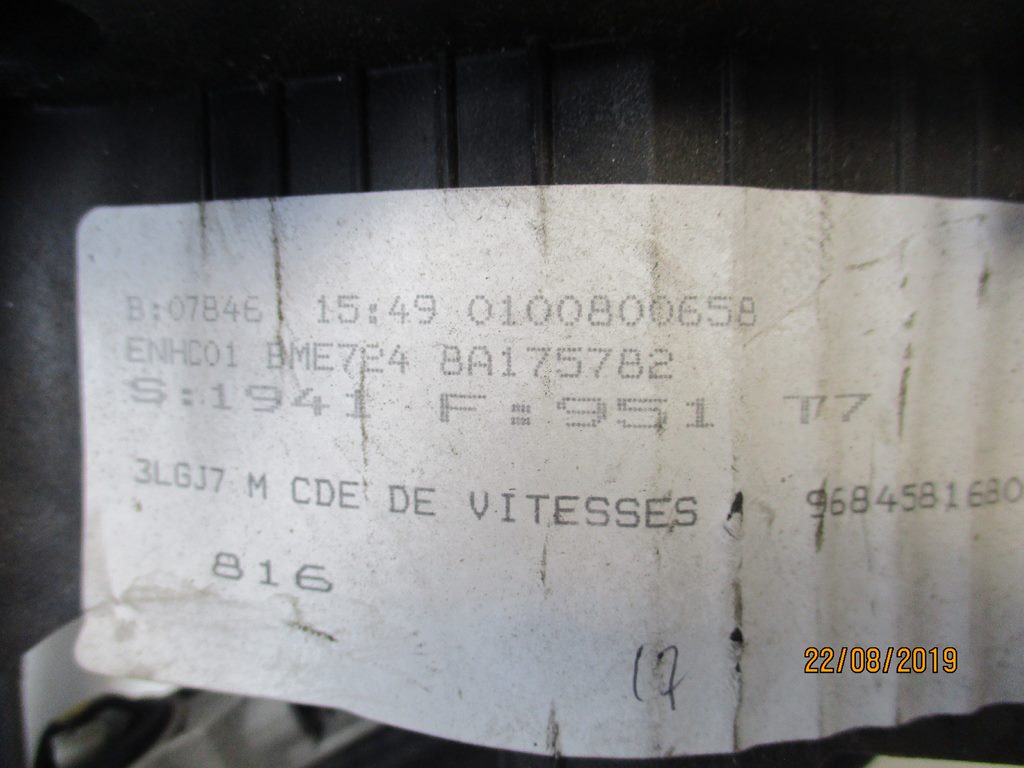 B:07846 15:49 0100800658
ENHC01 BME724 8A175782
S:1941 F:951 T7
3LGJ7 M CDE DE VITESSES 9684581680
816
17
22/08/2019